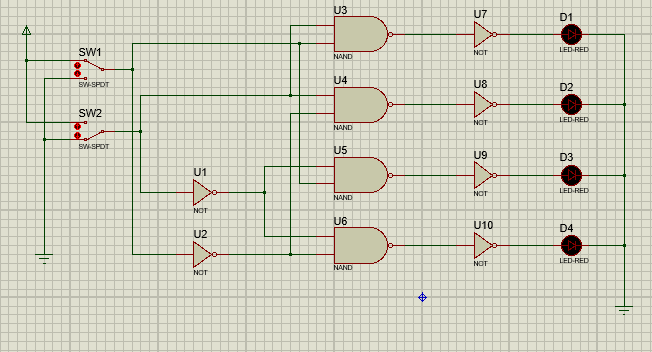 U3
NAND
U7
NOT
D1
LED-RED
SW1
SW-SPDT
U4
NAND
U8
NOT
D2
LED-RED
SW2
SW-SPDT
U5
NAND
U9
NOT
D3
LED-RED
U1
NOT
U6
NAND
U10
NOT
D4
LED-RED
U2
NOT